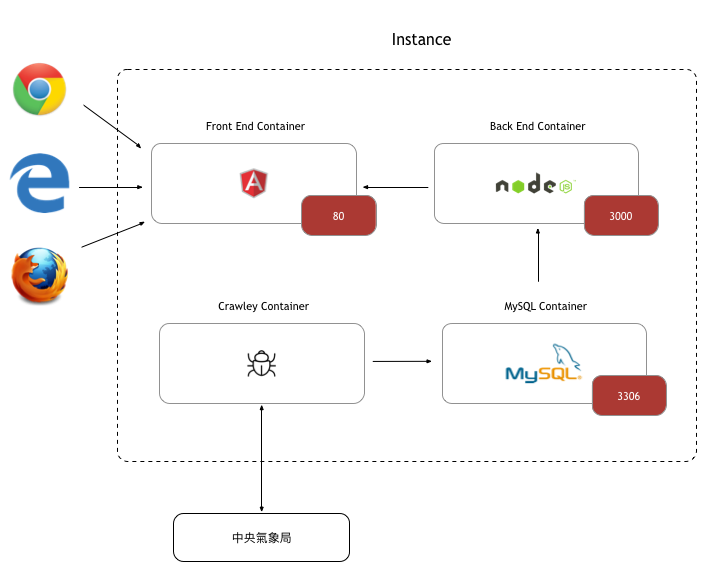 Instance
Front End Container
Back End Container
node
JS
80
3000
Crawley Container
MySQL Container
MySQL
3306
中央氣象局